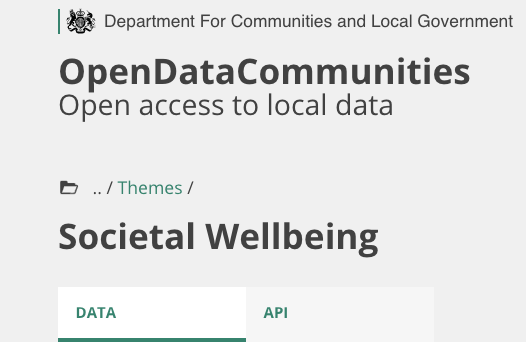 Department For Communities and Local Government
OpenDataCommunities
Open access to local data
.. / Themes /
Societal Wellbeing
DATA API